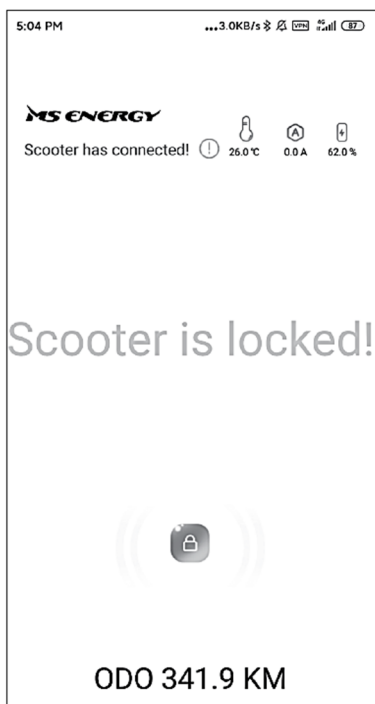 5:04 PM ...3.0KB/s VPN 4G 87
MS ENERGY
Scooter has connected! 26.0℃ A 0.0 A 62.0 %
Scooter is locked!
ODO 341.9 KM